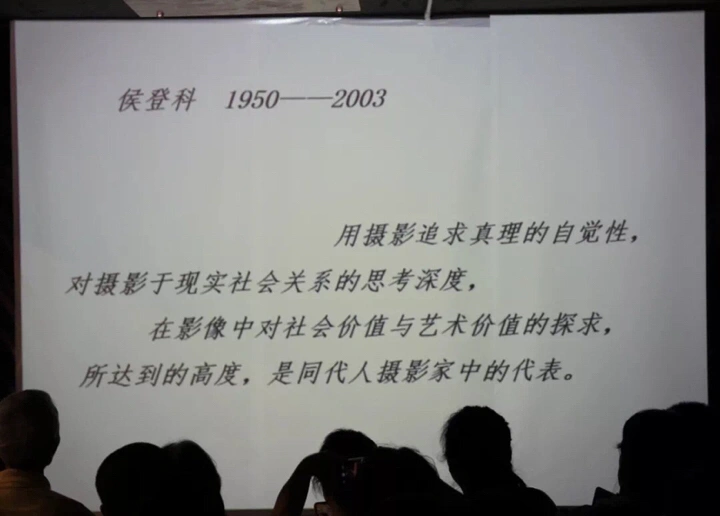 侯登科 1950——2003
用摄影追求真理的自觉性，
对摄影于现实社会关系的思考深度，
在影像中对社会价值与艺术价值的探求，
所达到的高度，是同代人摄影家中的代表。